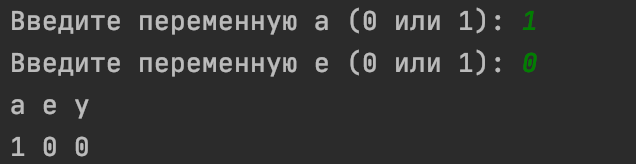 Введите переменную a (0 или 1): 1
Введите переменную e (0 или 1): 0
a e y
1 0 0